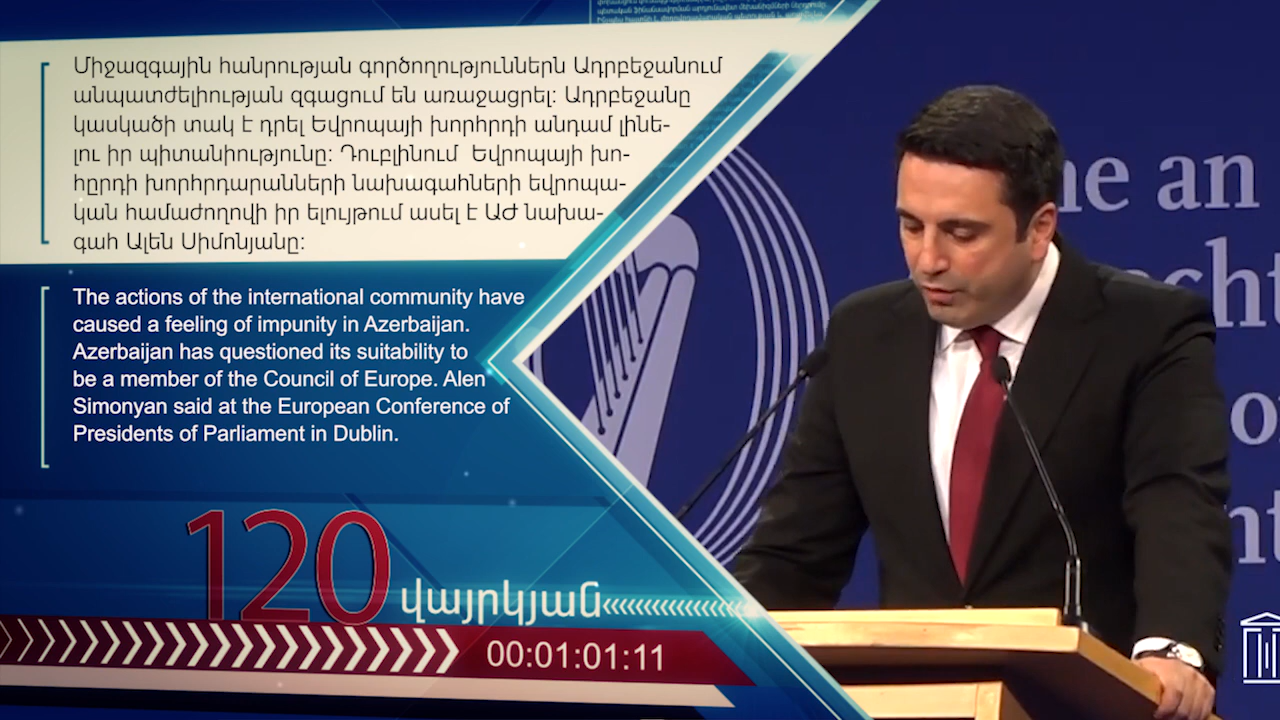 Միջազգային հանրության գործողություններն Ադրբեջանում
անպատժելիության զգացում են առաջացրել: Ադրբեջանը
կասկածի տակ է դրել Եվրոպայի խորհրդի անդամ լինե-
լու իր պիտանիությունը: Դուբլինում Եվրոպայի խո-
հըրդի խորհրդարանների նախագահների եվրոպա-
կան համաժողովի իր ելույթում ասել է ԱԺ նախա-
գահ Ալեն Սիմոնյանը:
The actions of the international community have
caused a feeling of impunity in Azerbaijan.
Azerbaijan has questioned its suitability to
be a member of the Council of Europe. Alen
Simonyan said at the European Conference of
Presidents of Parliament in Dublin.
120 վայրկյան
00:01:01:11
ne an